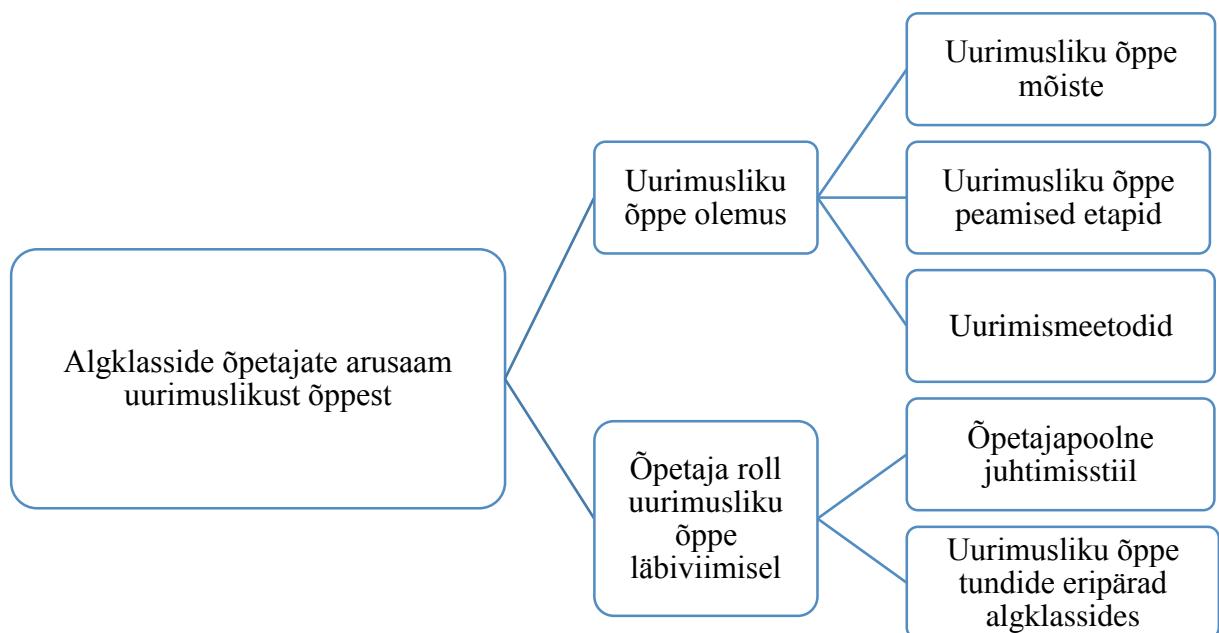 Algklasside õpetajate arusaam
uurimuslikust õppest
Uurimusliku
õppe olemus
Uurimusliku õppe
mõiste
Uurimusliku õppe
peamised etapid
Uurimismeetodid
Õpetaja roll
uurimusliku
õppe
läbiviimisel
Õpetajapoolne
juhtimisstiil
Uurimusliku õppe
tundide eripärad
algklassides